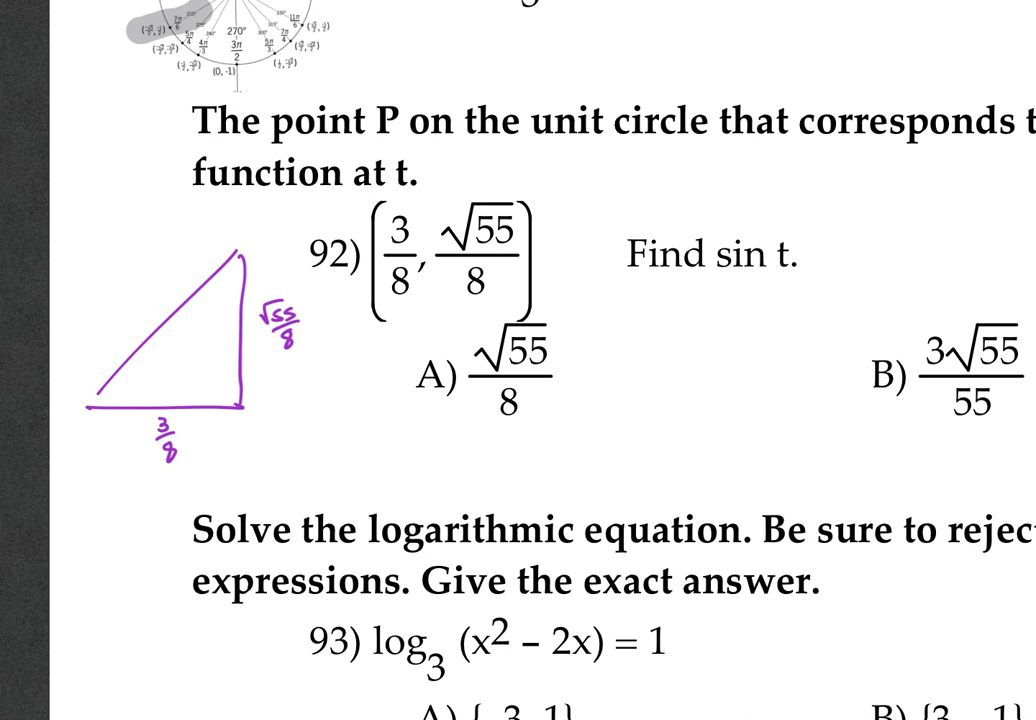 270°
3π/2
(0, -1)
The point P on the unit circle that corresponds t
function at t.
92) (3/8, √55/8) Find sin t.
√55/8
3/8
A) √55/8 B) 3√55/55
Solve the logarithmic equation. Be sure to rejec
expressions. Give the exact answer.
93) log₃ (x² – 2x) = 1